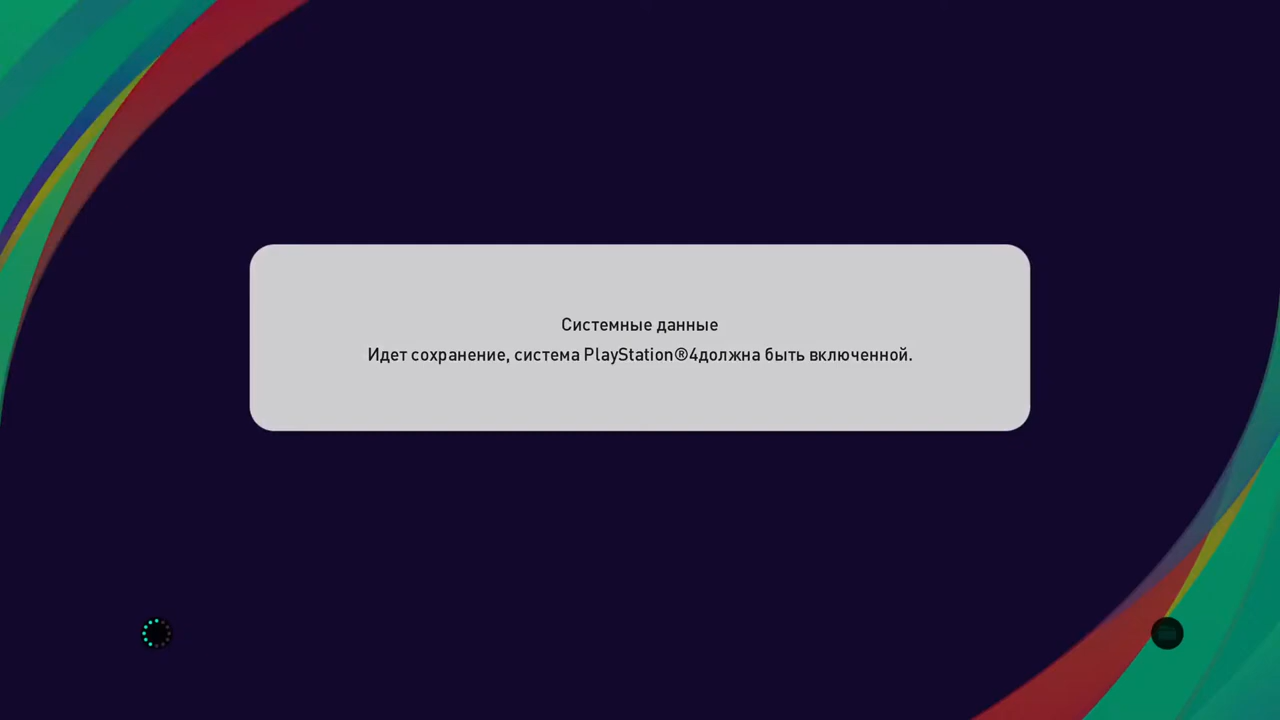 Системные данные
Идет сохранение, система PlayStation®4должна быть включенной.